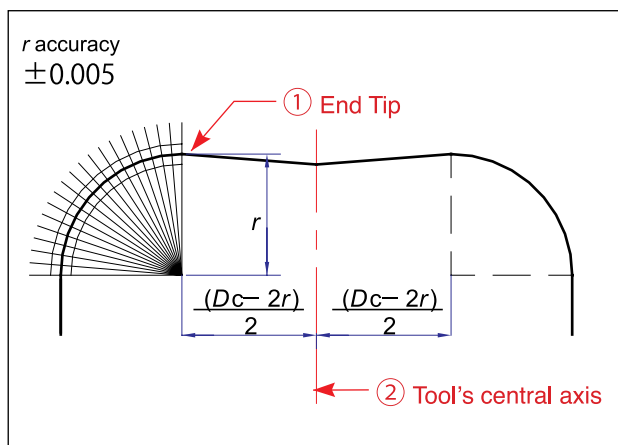 r accuracy
±0.005
① End Tip
r
(Dc− 2r)
2
(Dc− 2r)
2
② Tool's central axis